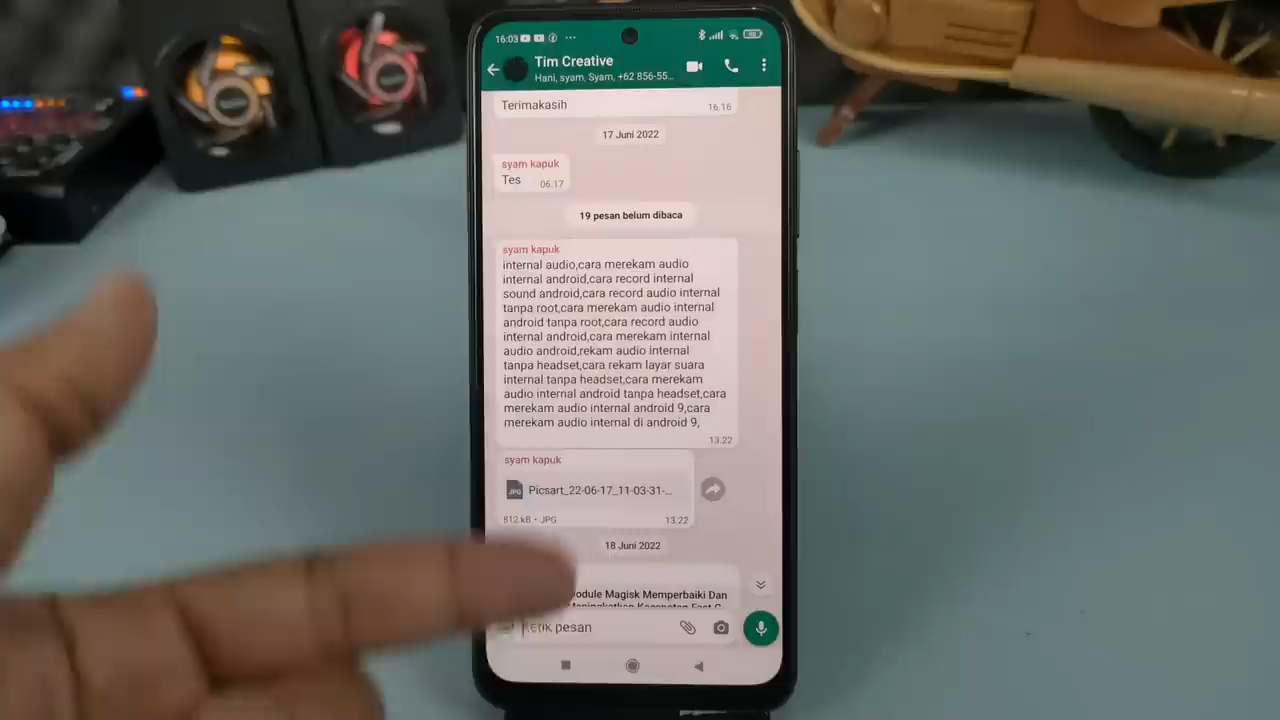 16:03
Tim Creative
Hani, syam, Syam, +62 856-55...
Terimakasih
16.16
17 Juni 2022
syam kapuk
Tes
06.17
19 pesan belum dibaca
syam kapuk
internal audio,cara merekam audio
internal android,cara record internal
sound android,cara record audio internal
tanpa root,cara merekam audio internal
android tanpa root,cara record audio
internal android,cara merekam internal
audio android,rekam audio internal
tanpa headset,cara rekam layar suara
internal tanpa headset,cara merekam
audio internal android tanpa headset,cara
merekam audio internal android 9,cara
merekam audio internal di android 9,
13.22
syam kapuk
JPG
Picsart_22-06-17_11-03-31-...
812 kB • JPG
13.22
18 Juni 2022
Magisk Memperbaiki Dan
pesan